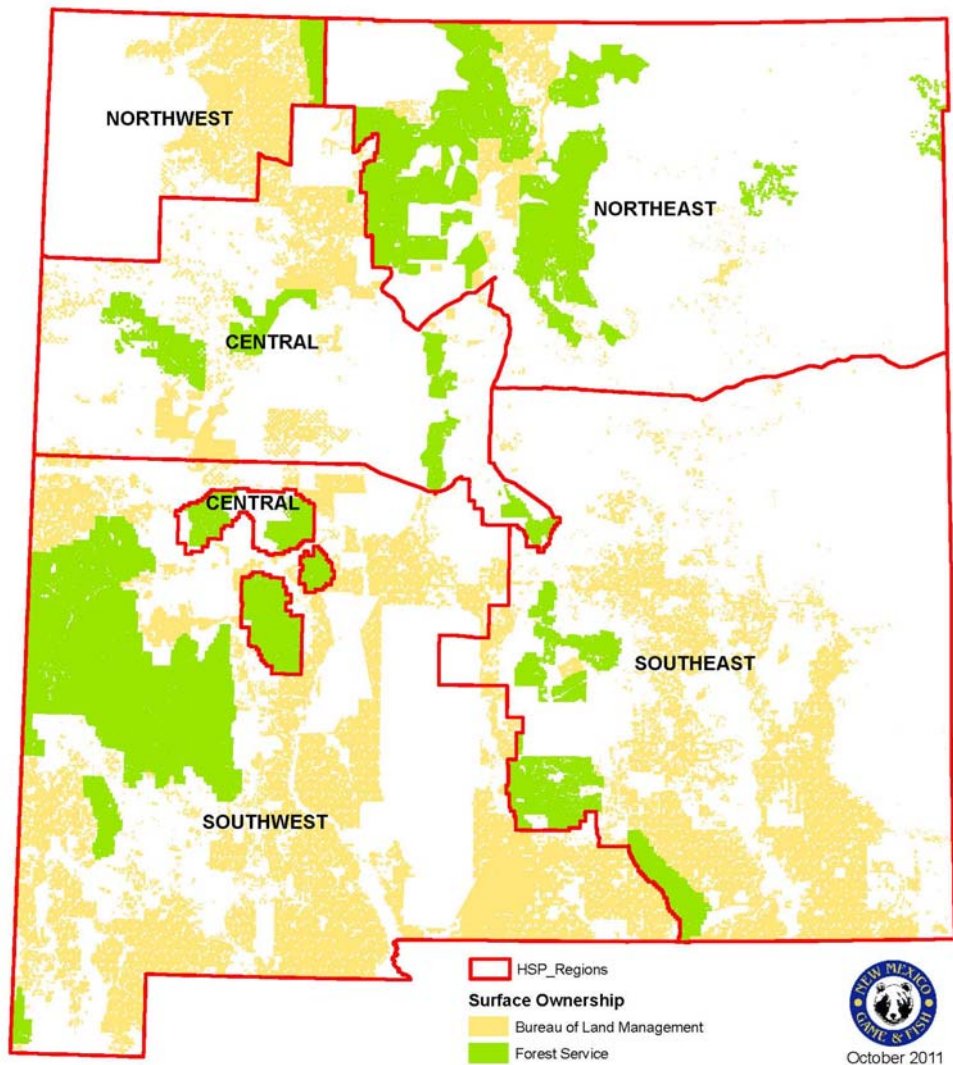 NORTHWEST
NORTHEAST
CENTRAL
CENTRAL
SOUTHEAST
SOUTHWEST
HSP_Regions
Surface Ownership
Bureau of Land Management
Forest Service
NEW MEXICO
GAME & FISH
October 2011